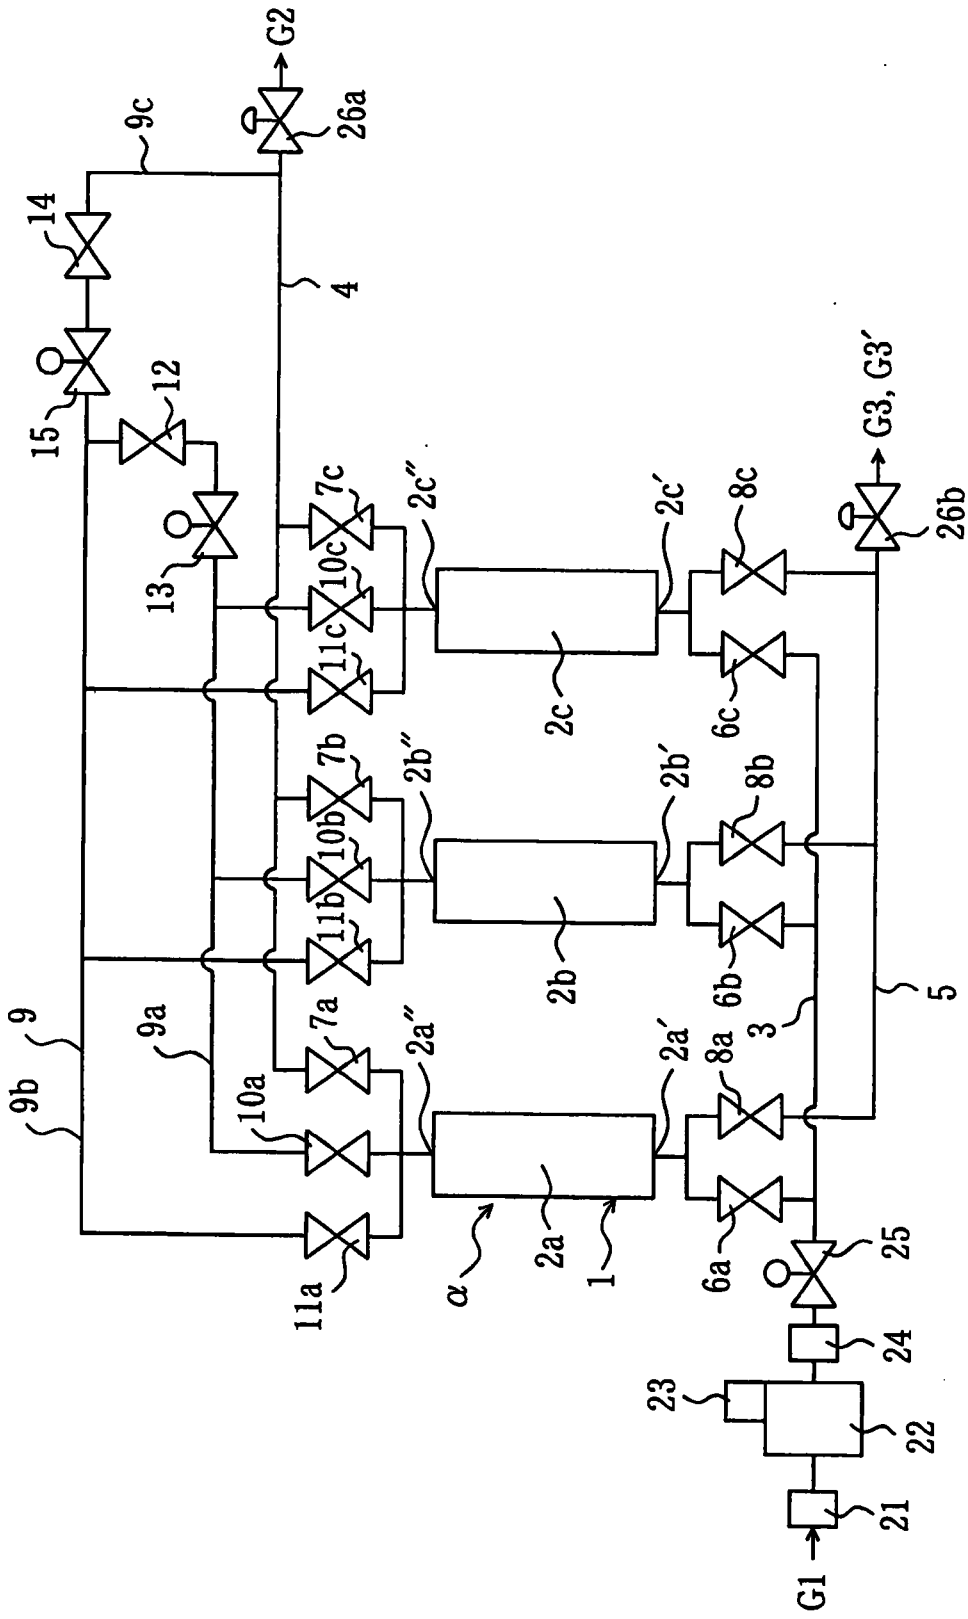 G2
26a
9c
14
4
15
12
13
7c
10c
11c
2c″
2c′
2c
8c
6c
G3, G3′
26b
7b
10b
11b
2b″
2b′
2b
8b
6b
9
9b
9a
10a
7a
11a
2a″
2a′
2a
α
1
8a
6a
3
5
25
24
23
22
21
G1